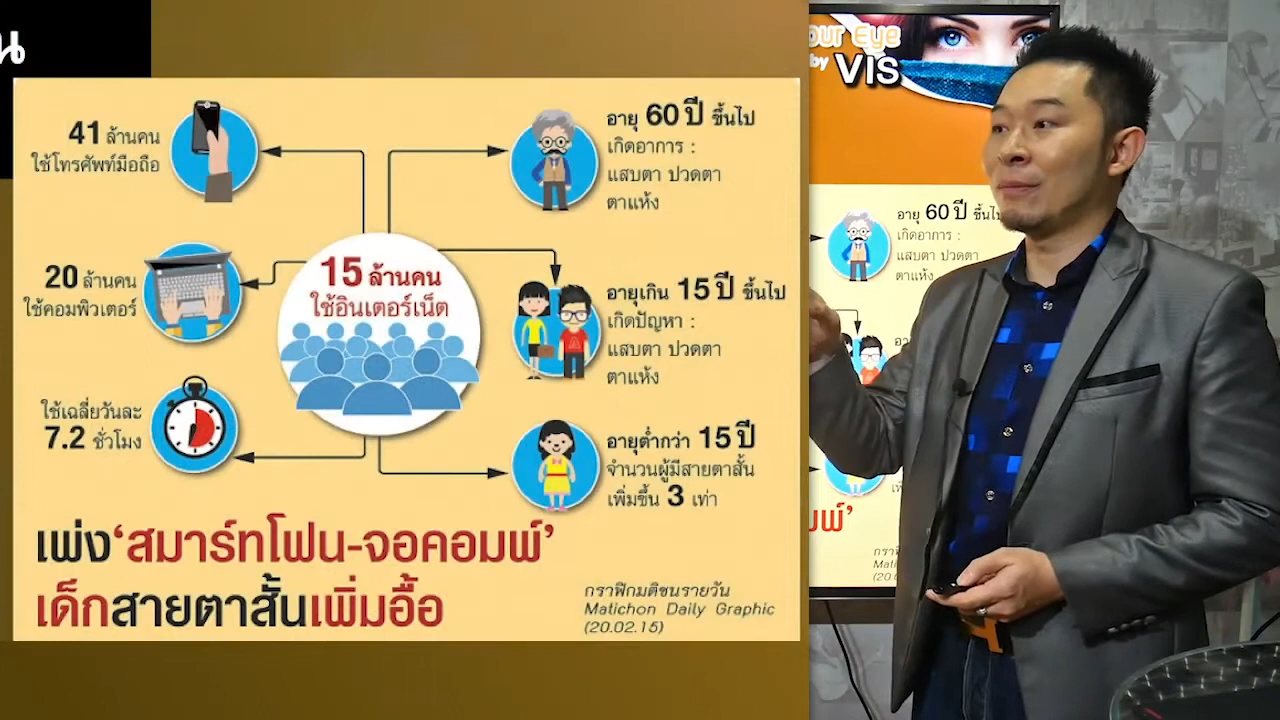 น
41 ล้านคน
ใช้โทรศัพท์มือถือ
20 ล้านคน
ใช้คอมพิวเตอร์
ใช้เฉลี่ยวันละ
7.2 ชั่วโมง
15 ล้านคน
ใช้อินเตอร์เน็ต
อายุ 60 ปี ขึ้นไป
เกิดอาการ :
แสบตา ปวดตา
ตาแห้ง
อายุเกิน 15 ปี ขึ้นไป
เกิดปัญหา :
แสบตา ปวดตา
ตาแห้ง
อายุต่ำกว่า 15 ปี
จำนวนผู้มีสายตาสั้น
เพิ่มขึ้น 3 เท่า
เพ่ง‘สมาร์ทโฟน-จอคอมพ์’
เด็กสายตาสั้นเพิ่มอื้อ
กราฟิกมติชนรายวัน
Matichon Daily Graphic
(20.02.15)
our Eye
by VIS
อายุ 60 ปี ขึ้นไป
เกิดอาการ :
แสบตา ปวดตา
ตาแห้ง
มพ์’